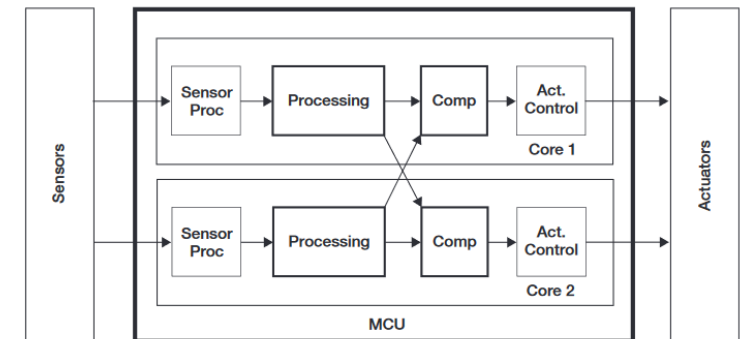 Sensors
Sensor
Proc
Processing
Comp
Act.
Control
Core 1
Sensor
Proc
Processing
Comp
Act.
Control
Core 2
MCU
Actuators